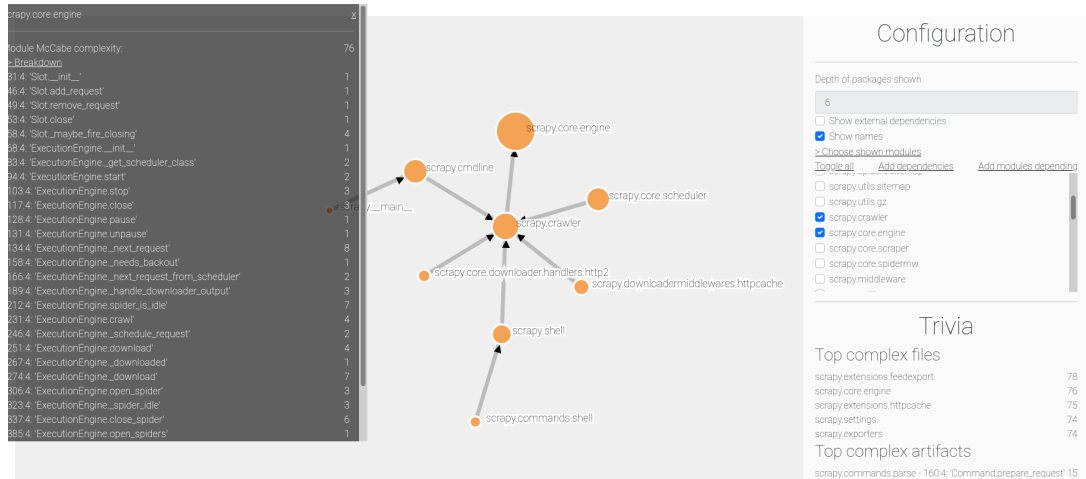 crapy.core.engine x
Module McCabe complexity: 76
> Breakdown
31:4: 'Slot.__init__' 1
46:4: 'Slot.add_request' 1
49:4: 'Slot.remove_request' 1
53:4: 'Slot.close' 1
58:4: 'Slot._maybe_fire_closing' 4
68:4: 'ExecutionEngine.__init__' 1
83:4: 'ExecutionEngine._get_scheduler_class' 2
94:4: 'ExecutionEngine.start' 2
103:4: 'ExecutionEngine.stop' 3
117:4: 'ExecutionEngine.close' 3
128:4: 'ExecutionEngine.pause' 1
131:4: 'ExecutionEngine.unpause' 1
134:4: 'ExecutionEngine._next_request' 8
158:4: 'ExecutionEngine._needs_backout' 1
166:4: 'ExecutionEngine._next_request_from_scheduler' 2
189:4: 'ExecutionEngine._handle_downloader_output' 3
212:4: 'ExecutionEngine.spider_is_idle' 7
231:4: 'ExecutionEngine.crawl' 4
246:4: 'ExecutionEngine._schedule_request' 2
251:4: 'ExecutionEngine.download' 4
267:4: 'ExecutionEngine._downloaded' 1
274:4: 'ExecutionEngine._download' 7
306:4: 'ExecutionEngine.open_spider' 3
323:4: 'ExecutionEngine._spider_idle' 3
337:4: 'ExecutionEngine.close_spider' 6
385:4: 'ExecutionEngine.open_spiders' 1
scrapy.core.engine
scrapy.cmdline
scrapy.core.scheduler
scrapy.__main__
scrapy.crawler
scrapy.core.downloader.handlers.http2
scrapy.downloadermiddlewares.httpcache
scrapy.shell
scrapy.commands.shell
Configuration
Depth of packages shown
6
Show external dependencies
Show names
> Choose shown modules
Toggle all Add dependencies Add modules depending
scrapy.utils.sitemap
scrapy.utils.gz
scrapy.crawler
scrapy.core.engine
scrapy.core.scraper
scrapy.core.spidermw
scrapy.middleware
Trivia
Top complex files
scrapy.extensions.feedexport 78
scrapy.core.engine 76
scrapy.extensions.httpcache 75
scrapy.settings. 74
scrapy.exporters 74
Top complex artifacts
scrapy.commands.parse - 160:4: 'Command.prepare_request' 15